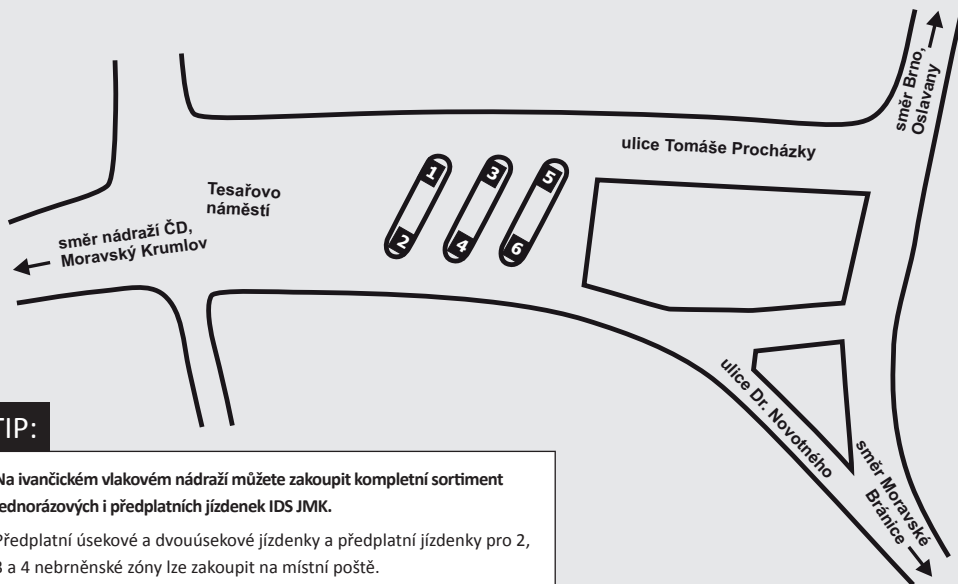 směr Brno,
Oslavany
ulice Tomáše Procházky
1
3
5
Tesařovo
náměstí
2
4
6
směr nádraží ČD,
Moravský Krumlov
ulice Dr. Novotného
směr Moravské
Bránice
TIP:
Na ivančickém vlakovém nádraží můžete zakoupit kompletní sortiment
jednorázových i předplatních jízdenek IDS JMK.
Předplatní úsekové a dvouúsekové jízdenky a předplatní jízdenky pro 2,
3 a 4 nebrněnské zóny lze zakoupit na místní poště.